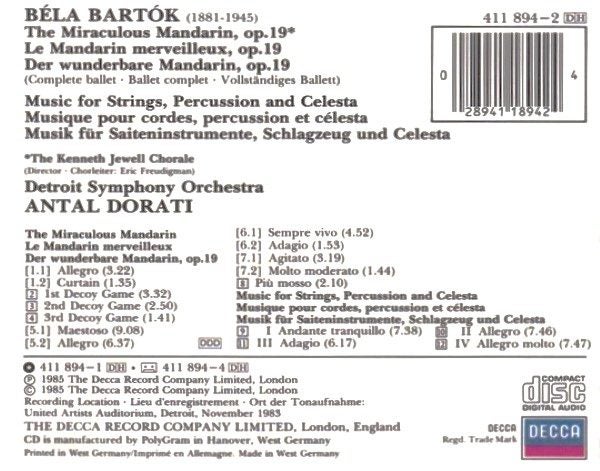 BÉLA BARTÓK (1881-1945)
411 894-2 DH
The Miraculous Mandarin, op.19*
Le Mandarin merveilleux, op.19
Der wunderbare Mandarin, op.19
(Complete ballet · Ballet complet · Vollständiges Ballett)
0 28941 18942 4
Music for Strings, Percussion and Celesta
Musique pour cordes, percussion et célesta
Musik für Saiteninstrumente, Schlagzeug und Celesta
*The Kenneth Jewell Chorale
(Director · Chorleiter: Eric Freudigman)
Detroit Symphony Orchestra
ANTAL DORATI
The Miraculous Mandarin
Le Mandarin merveilleux
Der wunderbare Mandarin, op.19
[1.1] Allegro (3.22)
[1.2] Curtain (1.35)
2 1st Decoy Game (3.32)
3 2nd Decoy Game (2.50)
4 3rd Decoy Game (1.41)
[5.1] Maestoso (9.08)
[5.2] Allegro (6.37) DDD
[6.1] Sempre vivo (4.52)
[6.2] Adagio (1.53)
[7.1] Agitato (3.19)
[7.2] Molto moderato (1.44)
8 Più mosso (2.10)
Music for Strings, Percussion and Celesta
Musique pour cordes, percussion et célesta
Musik für Saiteninstrumente, Schlagzeug und Celesta
9 I Andante tranquillo (7.38) 10 II Allegro (7.46)
11 III Adagio (6.17) 12 IV Allegro molto (7.47)
411 894-1 DH · 411 894-4 DH
Ⓟ 1985 The Decca Record Company Limited, London
© 1985 The Decca Record Company Limited, London
Recording Location · Lieu d'enregistrement · Ort der Tonaufnahme:
United Artists Auditorium, Detroit, November 1983
THE DECCA RECORD COMPANY LIMITED, London, England
CD is manufactured by PolyGram in Hanover, West Germany
Printed in West Germany/Imprimé en Allemagne. Made in West Germany
DECCA
Regd. Trade Mark
COMPACT
disc
DIGITAL AUDIO
DECCA